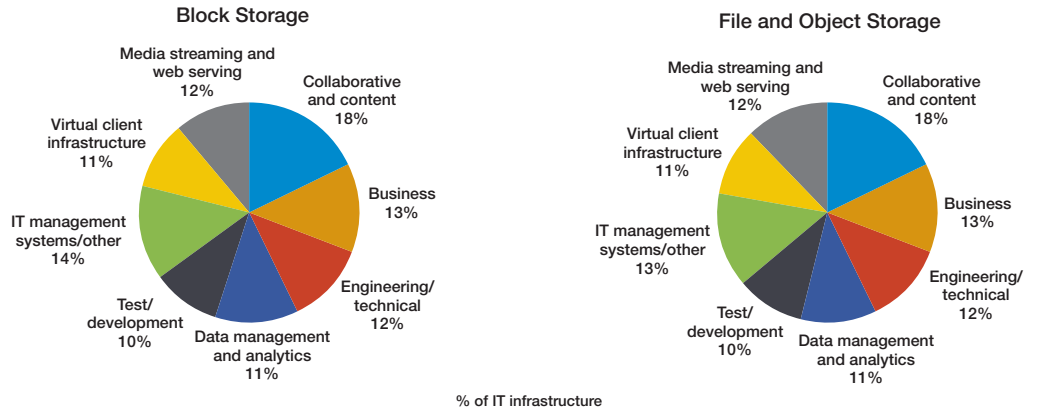 Block Storage
Media streaming and
web serving
12%
Collaborative
and content
18%
Business
13%
Engineering/
technical
12%
Data management
and analytics
11%
Test/
development
10%
IT management
systems/other
14%
Virtual client
infrastructure
11%
File and Object Storage
Media streaming and
web serving
12%
Collaborative
and content
18%
Business
13%
Engineering/
technical
12%
Data management
and analytics
11%
Test/
development
10%
IT management
systems/other
13%
Virtual client
infrastructure
11%
% of IT infrastructure